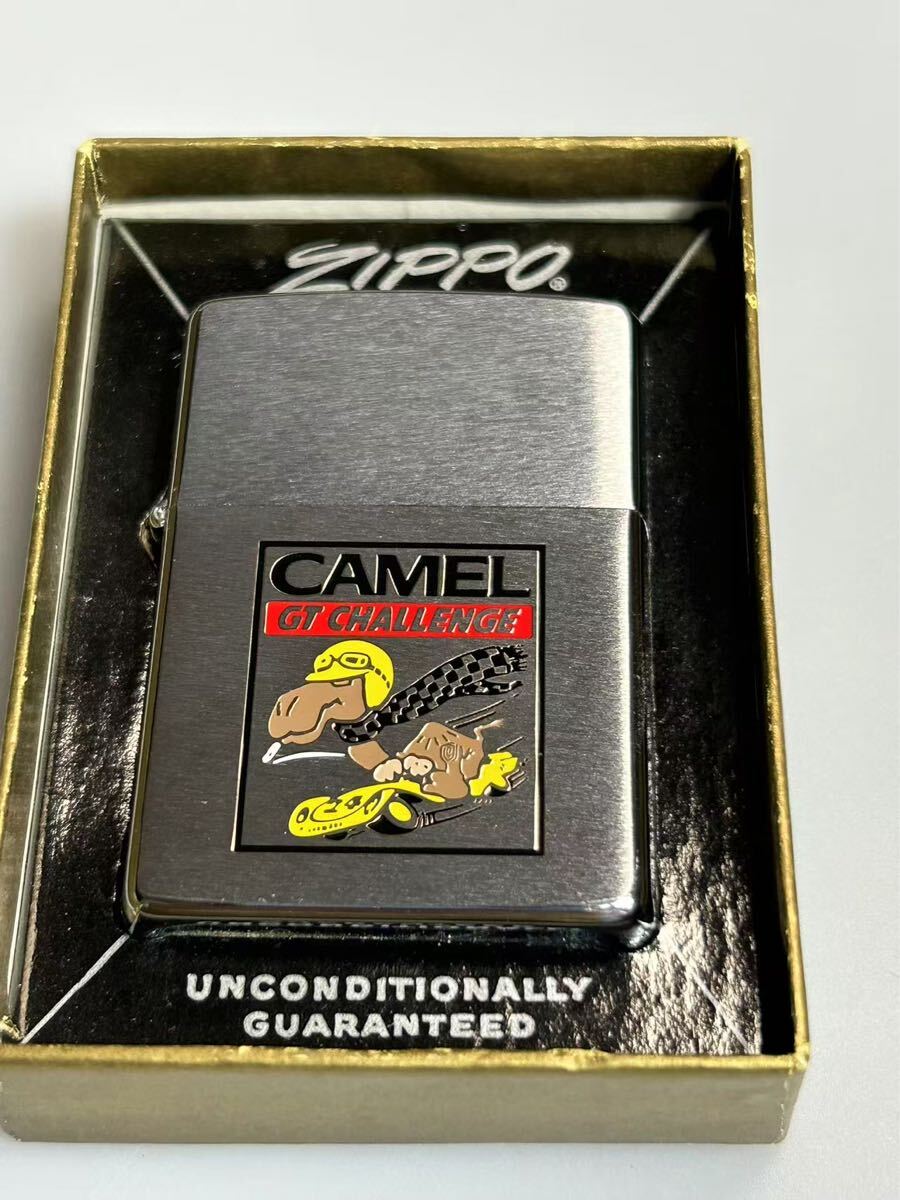 ZIPPO®
CAMEL
GT CHALLENGE
UNCONDITIONALLY
GUARANTEED